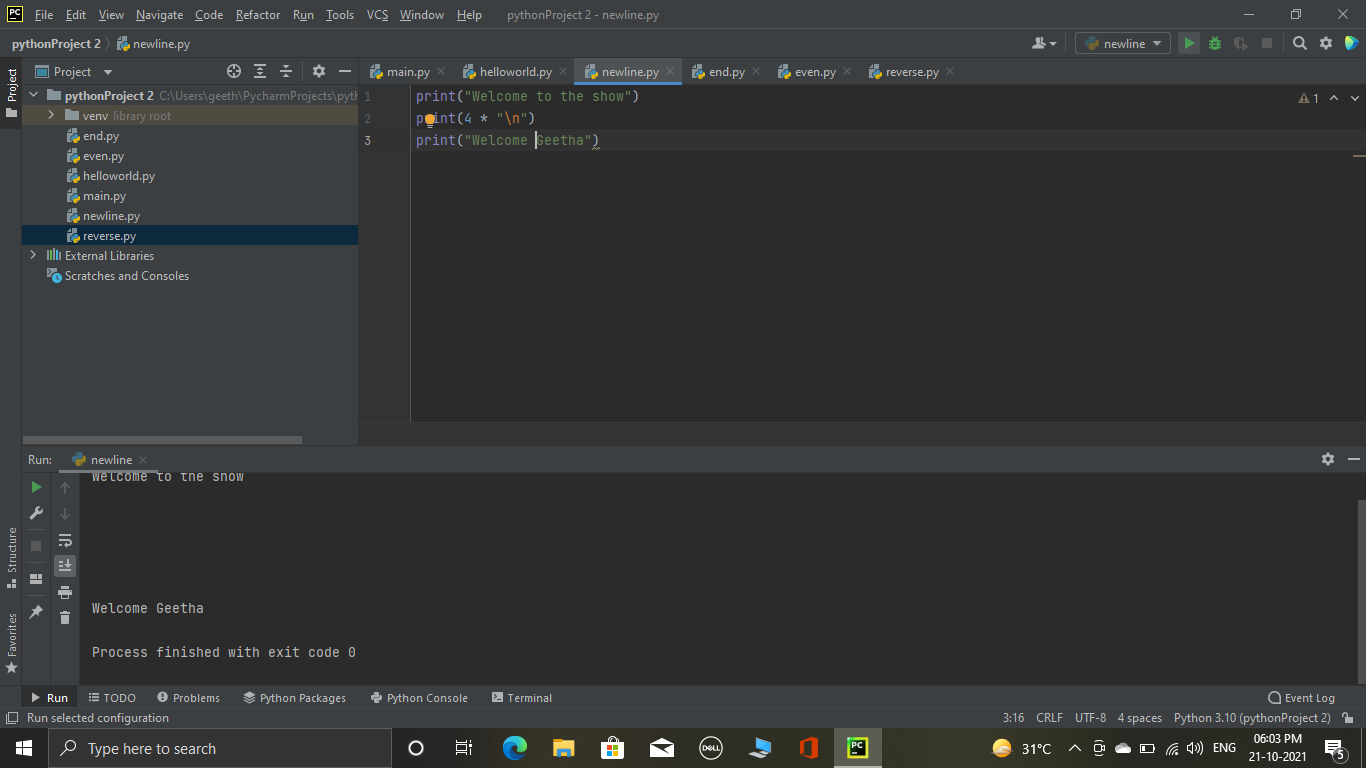 PC File Edit View Navigate Code Refactor Run Tools VCS Window Help pythonProject 2 - newline.py
pythonProject 2 newline.py newline
Project
Project
main.py helloworld.py newline.py end.py even.py reverse.py
pythonProject 2 C:\Users\geeth\PycharmProjects\pyth
venv library root
end.py
even.py
helloworld.py
main.py
newline.py
reverse.py
External Libraries
Scratches and Consoles
1 print("Welcome to the show")
2 print(4 * "\n")
3 print("Welcome Geetha")
1
Run: newline
Welcome to the show
Welcome Geetha
Process finished with exit code 0
Structure
Favorites
Run TODO Problems Python Packages Python Console Terminal Event Log
Run selected configuration 3:16 CRLF UTF-8 4 spaces Python 3.10 (pythonProject 2)
Type here to search DELL PC 31°C ENG 06:03 PM
21-10-2021 5